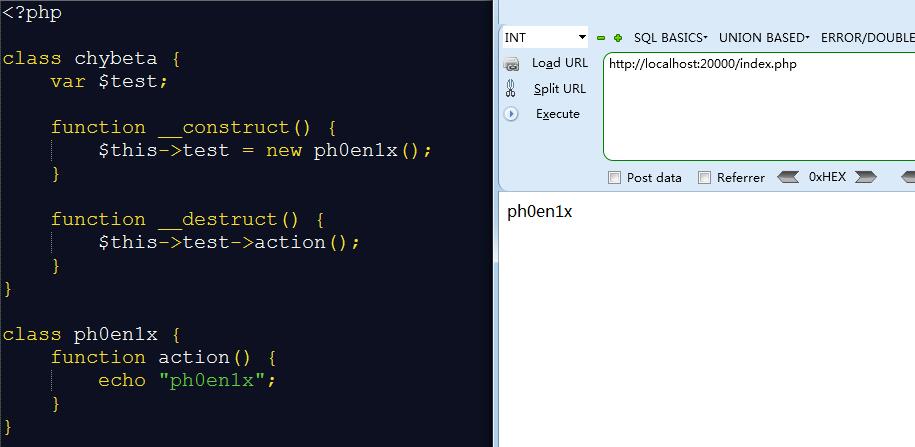 <?php
class chybeta {
var $test;
function __construct() {
$this->test = new ph0en1x();
}
function __destruct() {
$this->test->action();
}
}
class ph0en1x {
function action() {
echo "ph0en1x";
}
}
INT SQL BASICS UNION BASED ERROR/DOUBLE
Load URL
Split URL
Execute
http://localhost:20000/index.php
Post data Referrer 0xHEX
ph0en1x